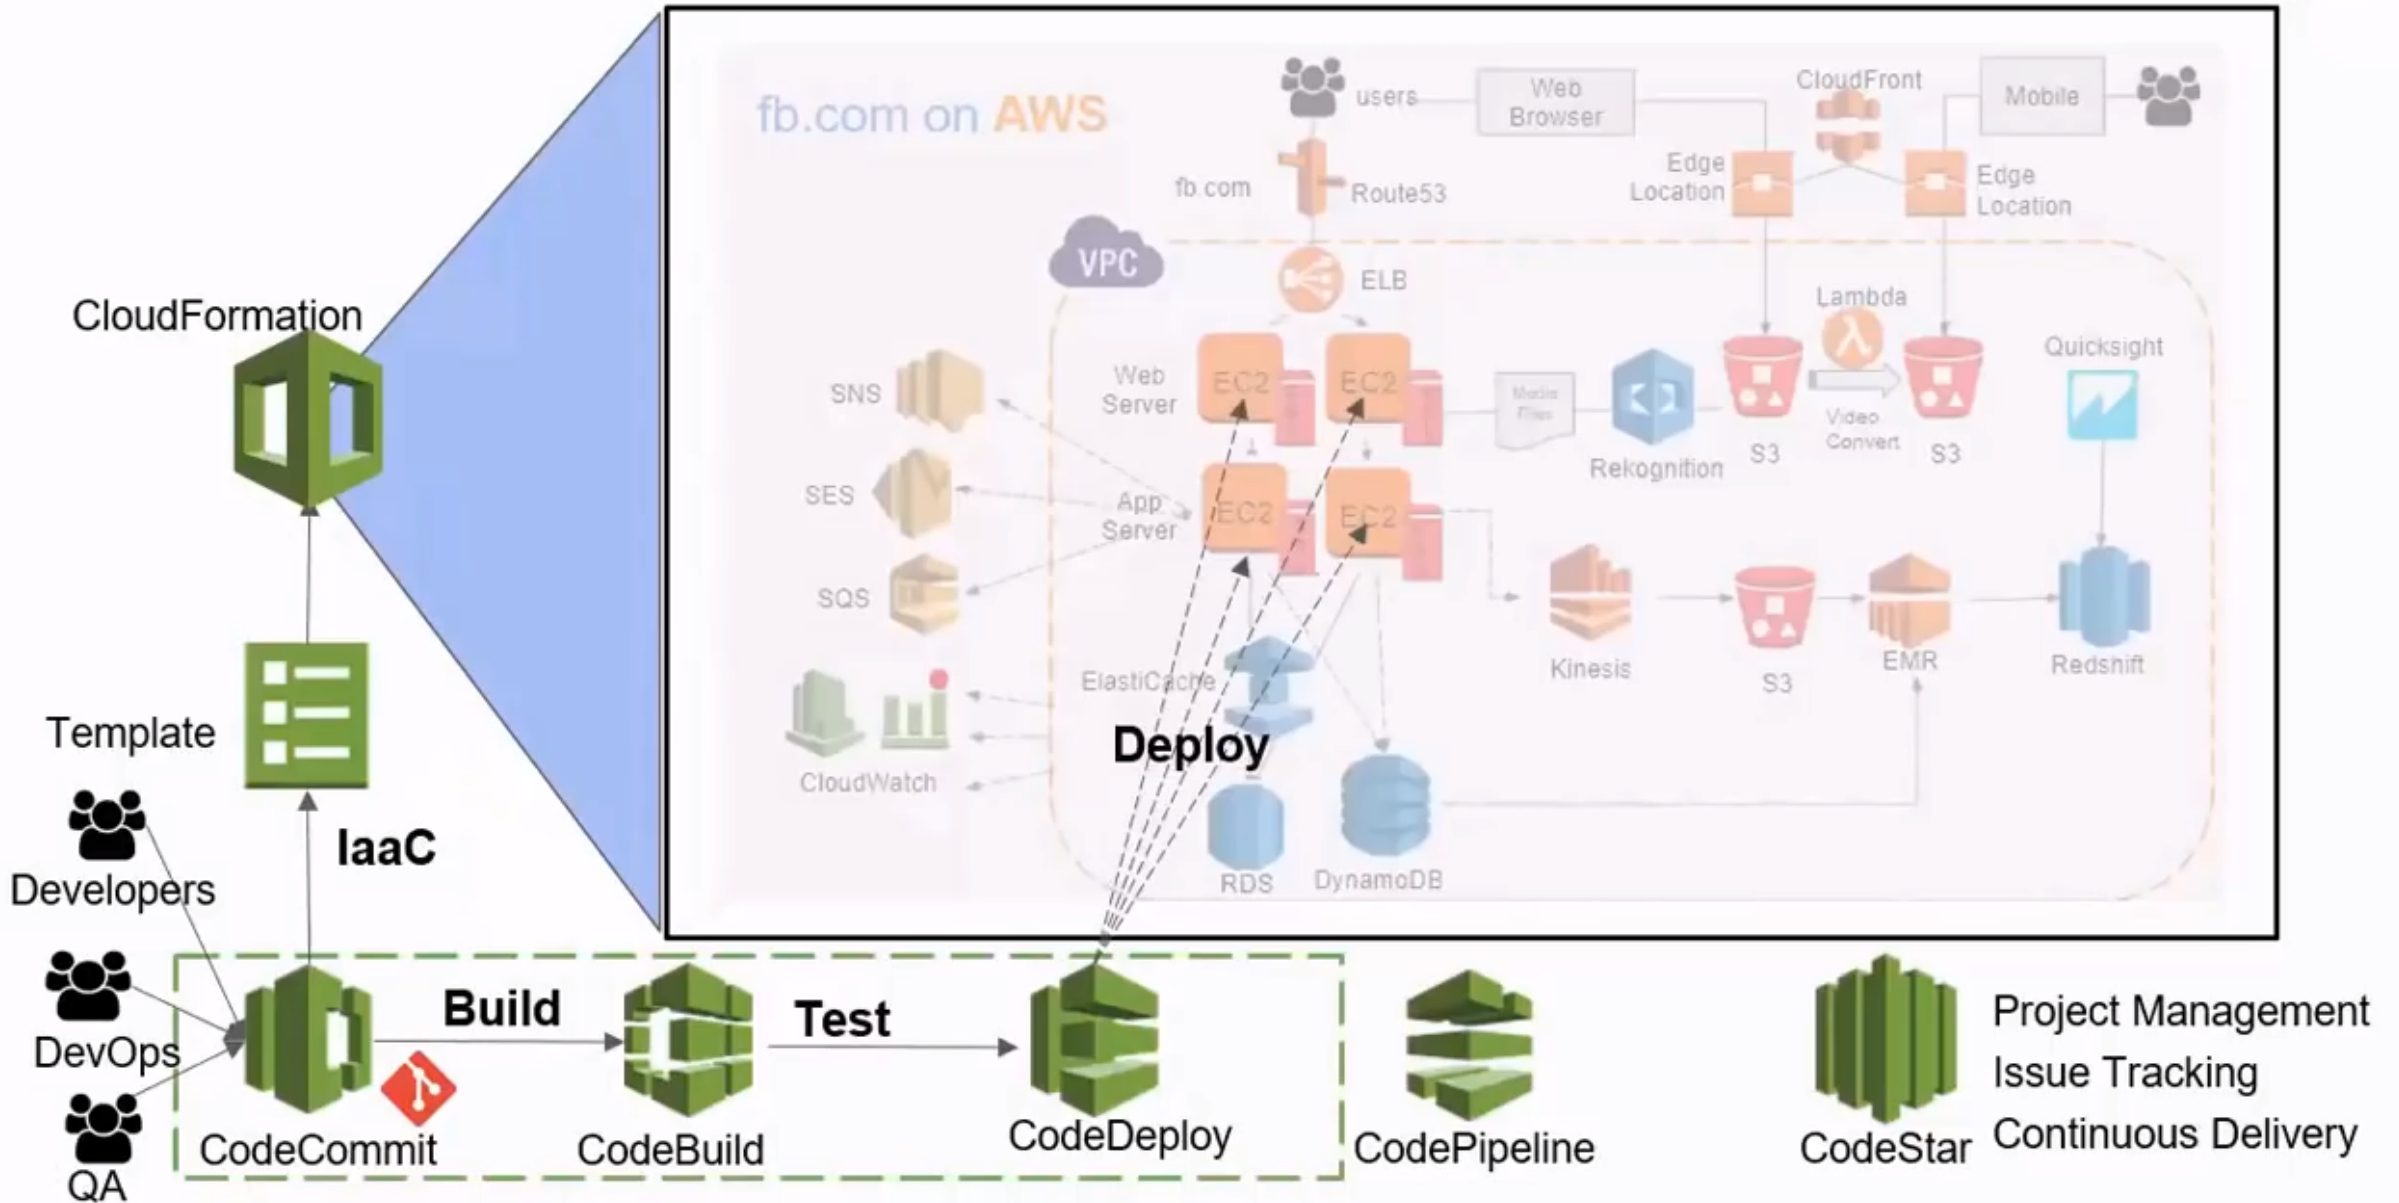 fb.com on AWS
users
Web
Browser
CloudFront
Mobile
Edge
Location
Edge
Location
fb.com
Route53
VPC
ELB
CloudFormation
Lambda
Quicksight
SNS
Web
Server
EC2
EC2
Media
Files
Video
Convert
Rekognition
S3
S3
SES
App
Server
EC2
EC2
SQS
Kinesis
S3
EMR
Redshift
ElastiCache
Template
Deploy
CloudWatch
IaaC
Developers
RDS
DynamoDB
DevOps
Build
Test
Project Management
Issue Tracking
Continuous Delivery
CodeCommit
CodeBuild
CodeDeploy
CodePipeline
CodeStar
QA